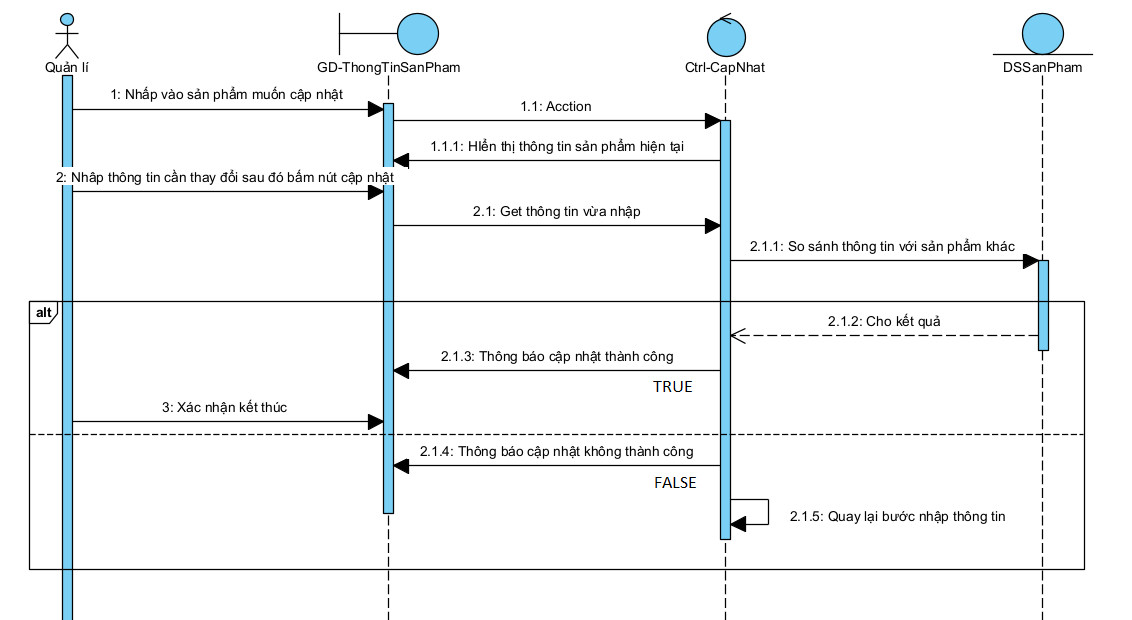 Quản lí
GD-ThongTinSanPham
Ctrl-CapNhat
DSSanPham
1: Nhấp vào sản phẩm muốn cập nhật
1.1: Acction
1.1.1: HIển thị thông tin sản phẩm hiện tại
2: Nhập thông tin cần thay đổi sau đó bấm nút cập nhật
2.1: Get thông tin vừa nhập
2.1.1: So sánh thông tin với sản phẩm khác
alt
2.1.2: Cho kết quả
2.1.3: Thông báo cập nhật thành công
TRUE
3: Xác nhận kết thúc
2.1.4: Thông báo cập nhật không thành công
FALSE
2.1.5: Quay lại bước nhập thông tin